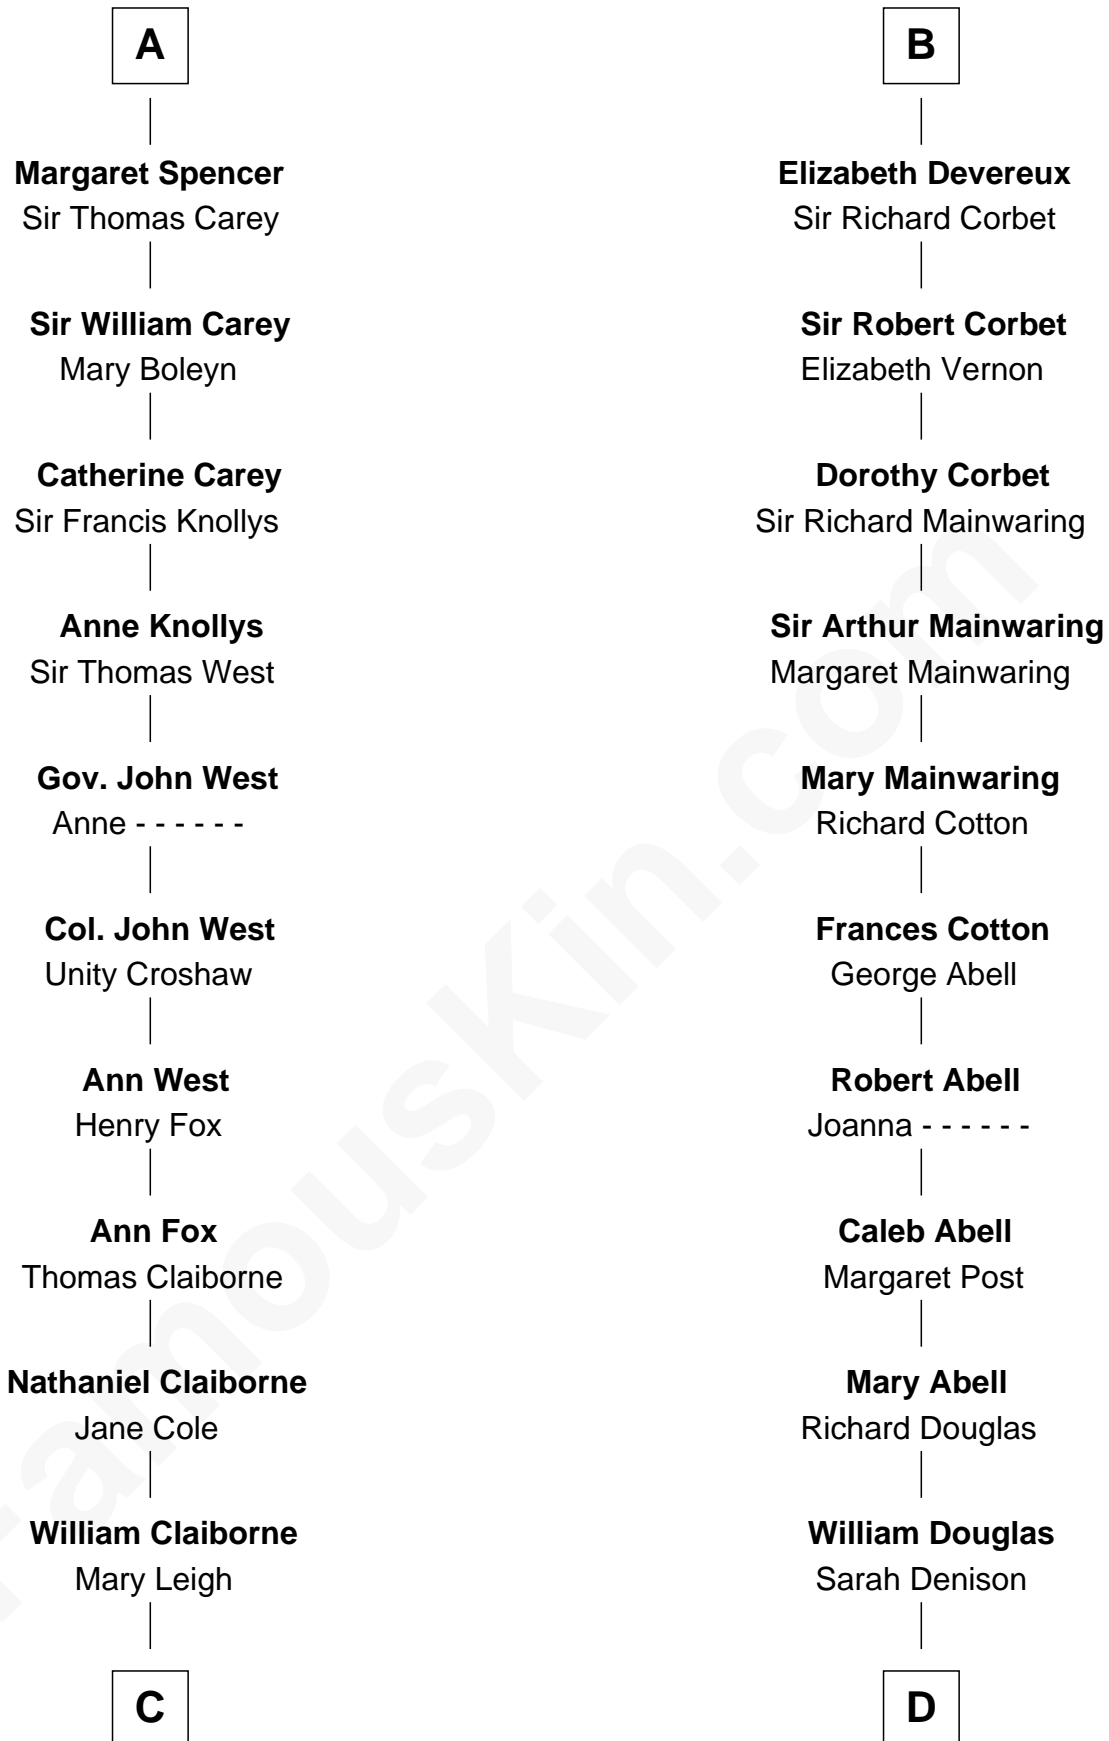 A
Margaret Spencer
Sir Thomas Carey
Sir William Carey
Mary Boleyn
Catherine Carey
Sir Francis Knollys
Anne Knollys
Sir Thomas West
Gov. John West
Anne - - - - - -
Col. John West
Unity Croshaw
Ann West
Henry Fox
Ann Fox
Thomas Claiborne
Nathaniel Claiborne
Jane Cole
William Claiborne
Mary Leigh
C
B
Elizabeth Devereux
Sir Richard Corbet
Sir Robert Corbet
Elizabeth Vernon
Dorothy Corbet
Sir Richard Mainwaring
Sir Arthur Mainwaring
Margaret Mainwaring
Mary Mainwaring
Richard Cotton
Frances Cotton
George Abell
Robert Abell
Joanna - - - - - -
Caleb Abell
Margaret Post
Mary Abell
Richard Douglas
William Douglas
Sarah Denison
D
FamousKin.com